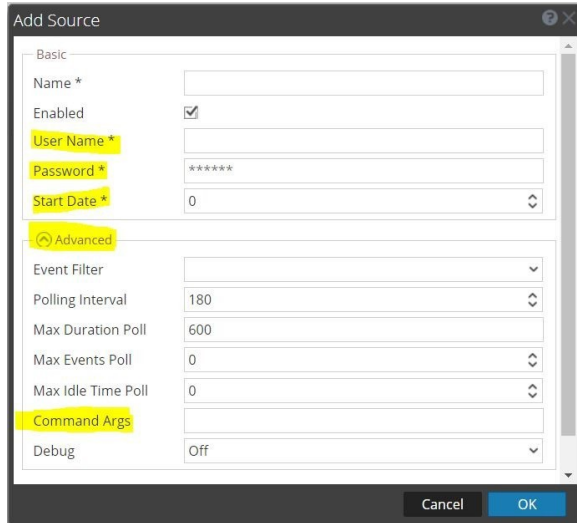 Add Source
Basic
Name *
Enabled
User Name *
Password * ******
Start Date * 0
Advanced
Event Filter
Polling Interval 180
Max Duration Poll 600
Max Events Poll 0
Max Idle Time Poll 0
Command Args
Debug Off
Cancel OK